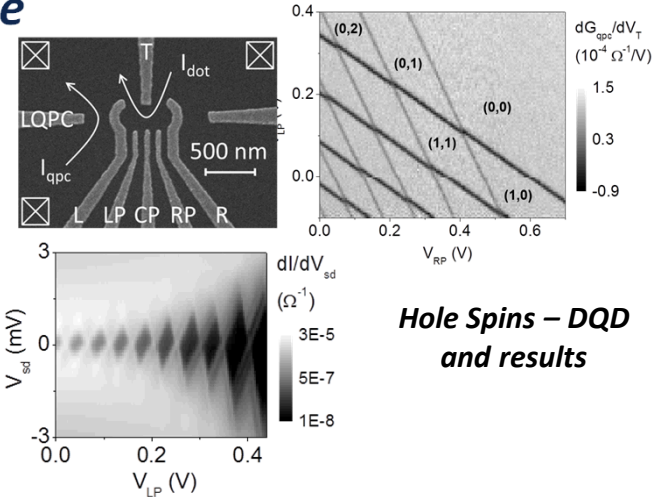 e
T
I_dot
LQPC
I_qpc
500 nm
L LP CP RP R
0.4
0.2
0.0
(0,2)
(0,1)
(0,0)
(1,1)
(1,0)
0.0 0.2 0.4 0.6
V_RP (V)
dG_qpc/dV_T
(10^-4 Ω^-1/V)
1.5
0.3
-0.9
3
0
-3
V_sd (mV)
0.0 0.2 0.4
V_LP (V)
dI/dV_sd
(Ω^-1)
3E-5
5E-7
1E-8
Hole Spins – DQD
and results